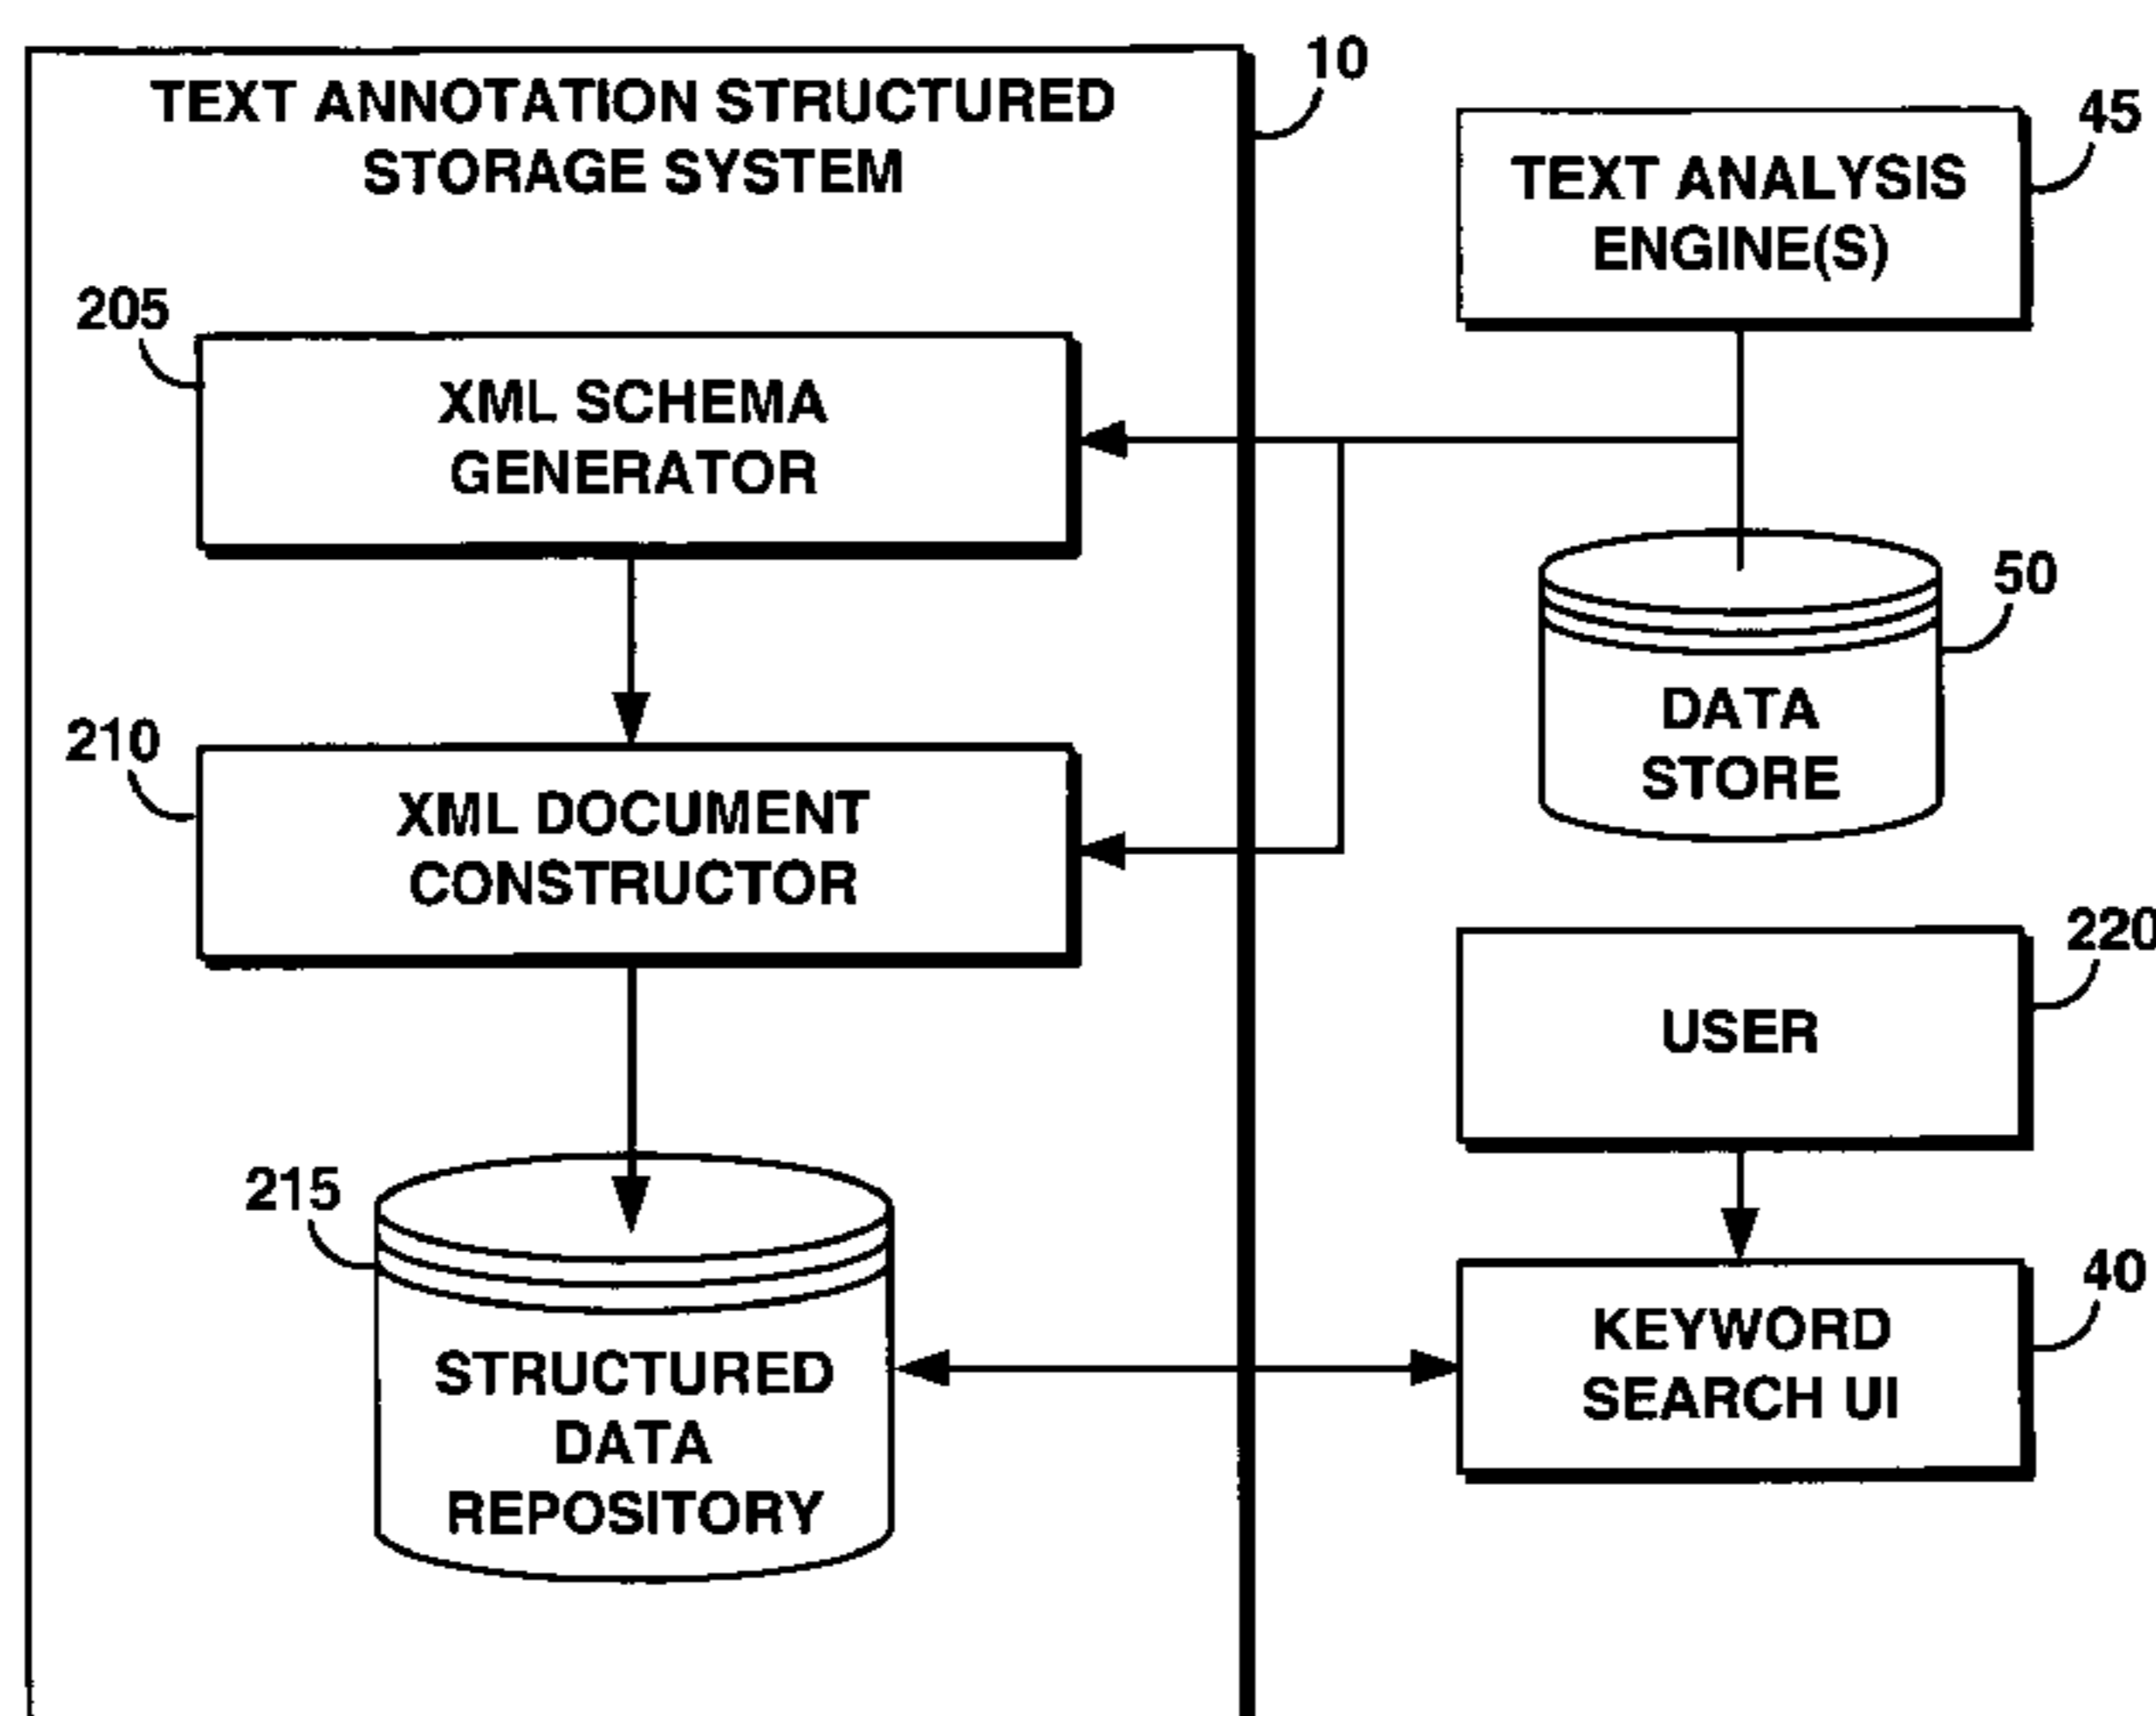 10
TEXT ANNOTATION STRUCTURED
STORAGE SYSTEM
45
TEXT ANALYSIS
ENGINE(S)
205
XML SCHEMA
GENERATOR
50
DATA
STORE
210
XML DOCUMENT
CONSTRUCTOR
220
USER
215
STRUCTURED
DATA
REPOSITORY
40
KEYWORD
SEARCH UI